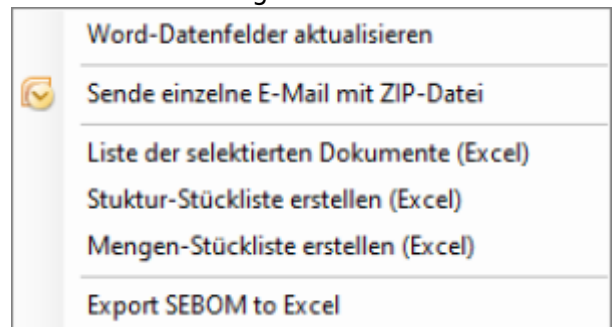 Word-Datenfelder aktualisieren
Sende einzelne E-Mail mit ZIP-Datei
Liste der selektierten Dokumente (Excel)
Stuktur-Stückliste erstellen (Excel)
Mengen-Stückliste erstellen (Excel)
Export SEBOM to Excel